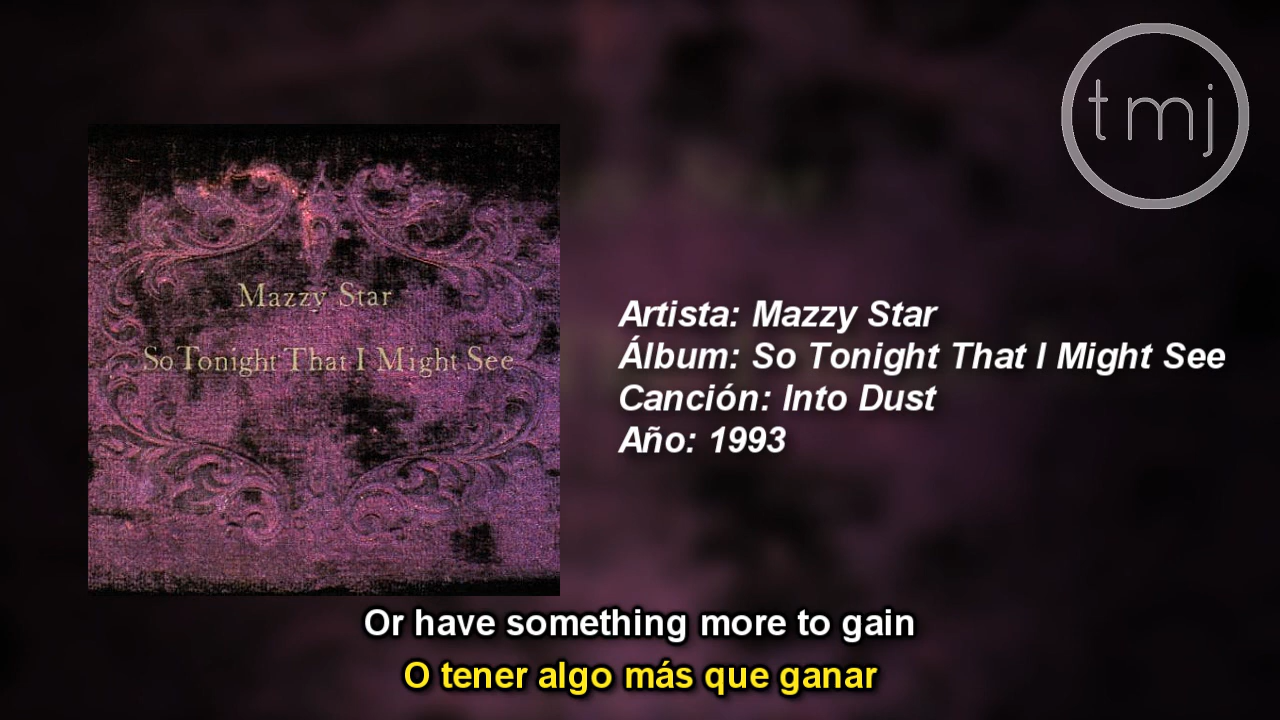 tmj
Mazzy Star
So Tonight That I Might See
Artista: Mazzy Star
Álbum: So Tonight That I Might See
Canción: Into Dust
Año: 1993
Or have something more to gain
O tener algo más que ganar